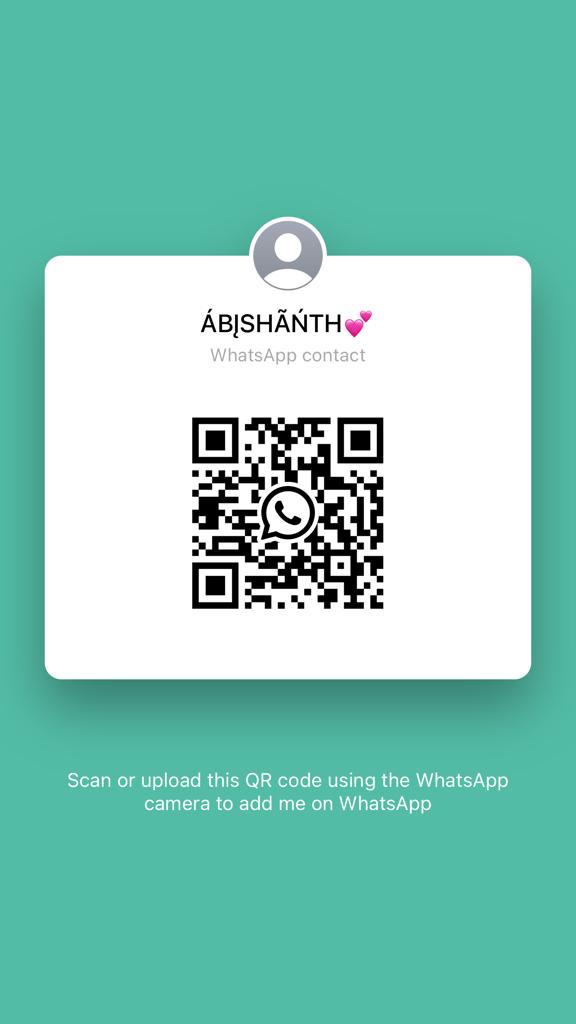 ÁBĮSHÃŃTH💕
WhatsApp contact
Scan or upload this QR code using the WhatsApp
camera to add me on WhatsApp